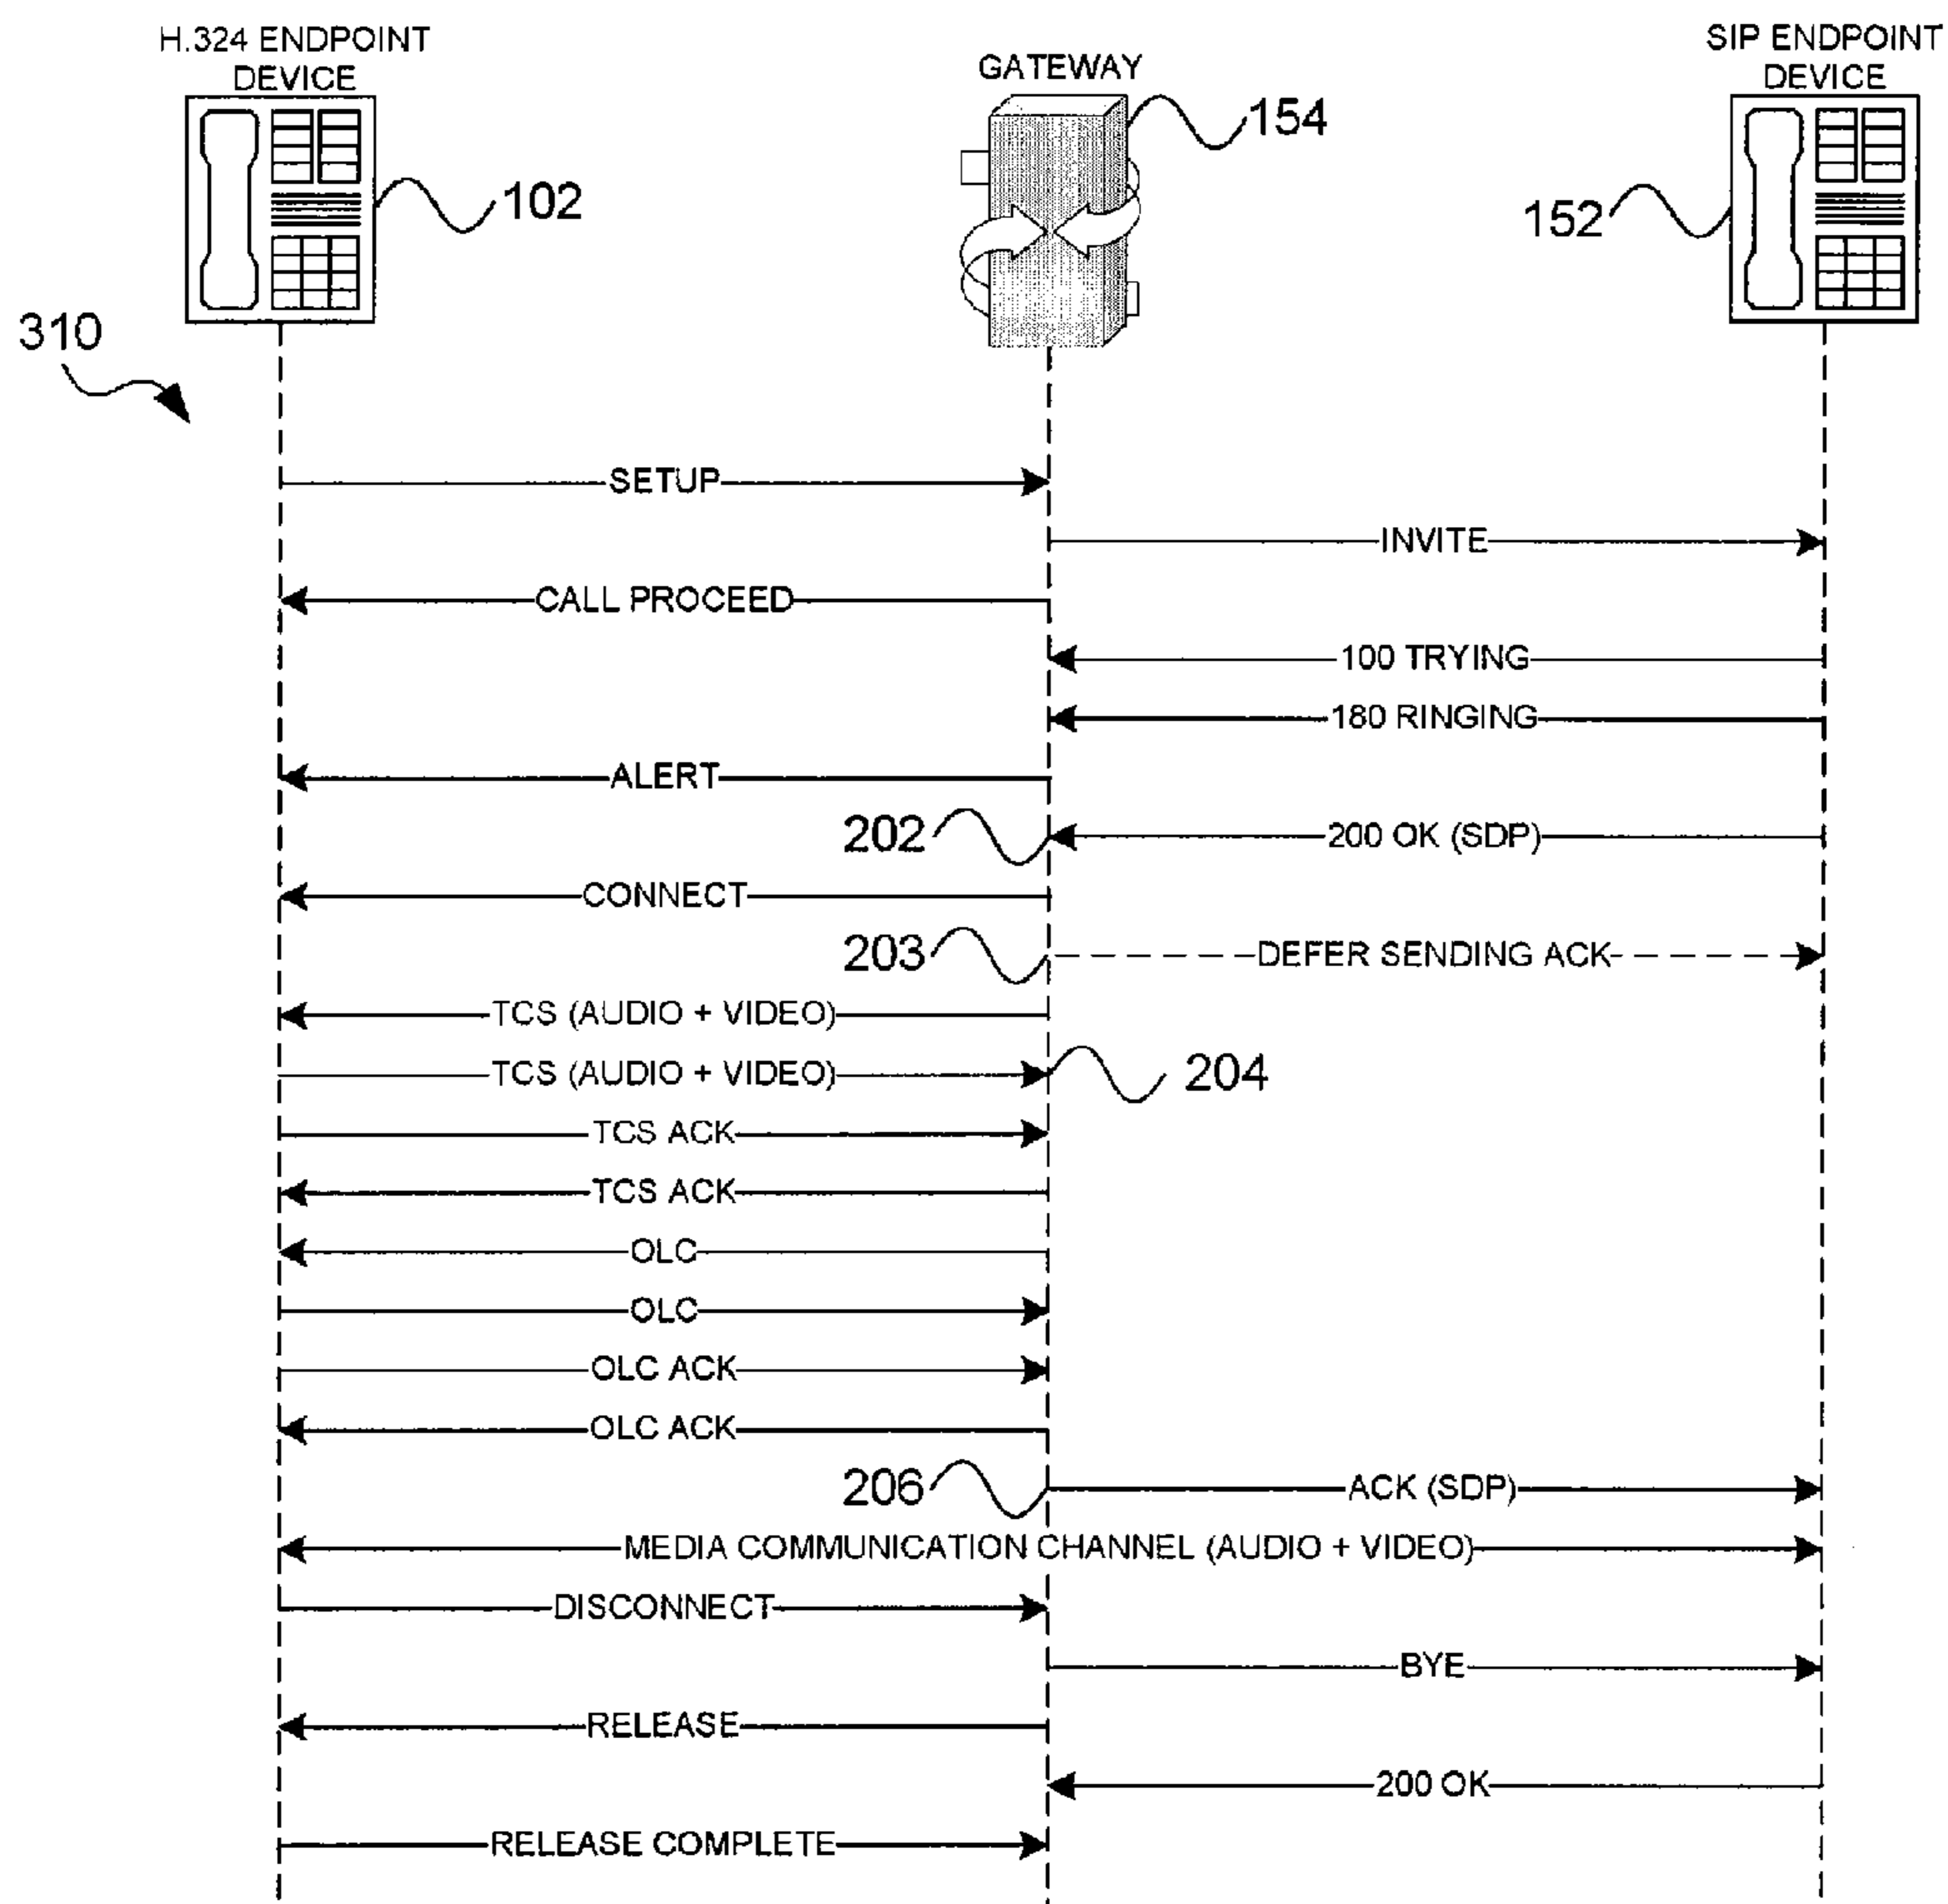 H.324 ENDPOINT
DEVICE
GATEWAY
SIP ENDPOINT
DEVICE
154
102
152
310
SETUP
INVITE
CALL PROCEED
100 TRYING
180 RINGING
ALERT
202
200 OK (SDP)
CONNECT
203
DEFER SENDING ACK
TCS (AUDIO + VIDEO)
TCS (AUDIO + VIDEO)
204
TCS ACK
TCS ACK
OLC
OLC
OLC ACK
OLC ACK
206
ACK (SDP)
MEDIA COMMUNICATION CHANNEL (AUDIO + VIDEO)
DISCONNECT
BYE
RELEASE
200 OK
RELEASE COMPLETE